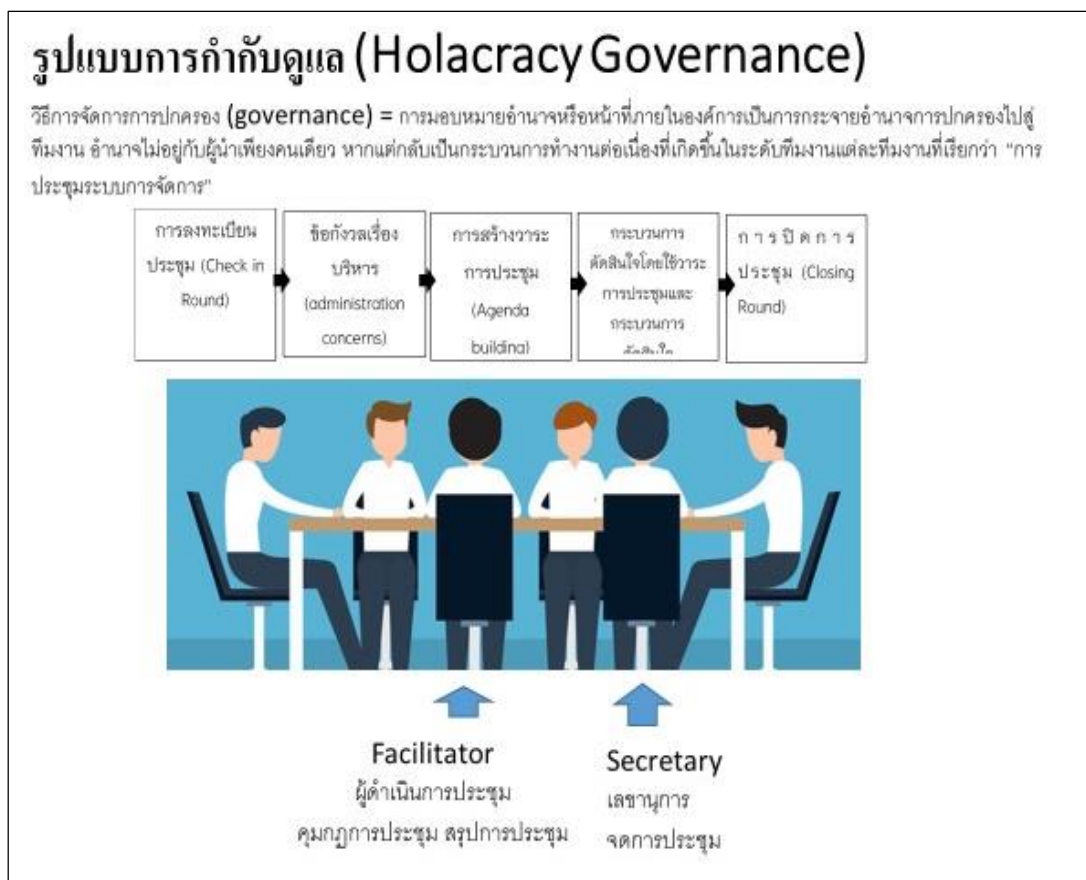 รูปแบบการกำกับดูแล (Holacracy Governance)
วิธีการจัดการการปกครอง (governance) = การมอบหมายอำนาจหรือหน้าที่ภายในองค์การเป็นการกระจายอำนาจการปกครองไปสู่
ทีมงาน อำนาจไม่อยู่กับผู้นำเพียงคนเดียว หากแต่กลับเป็นกระบวนการทำงานต่อเนื่องที่เกิดขึ้นในระดับทีมงานแต่ละทีมงานที่เรียกว่า "การ
ประชุมระบบการจัดการ"
การลงทะเบียน
ประชุม (Check in
Round)
ข้อกังวลเรื่อง
บริหาร
(administration
concerns)
การสร้างวาระ
การประชุม
(Agenda
building)
กระบวนการ
ตัดสินใจโดยใช้วาระ
การประชุมและ
กระบวนการ
ตัดสินใจ
การปิดการ
ประชุม (Closing
Round)
Facilitator
ผู้ดำเนินการประชุม
คุมกฎการประชุม สรุปการประชุม
Secretary
เลขานุการ
จดการประชุม